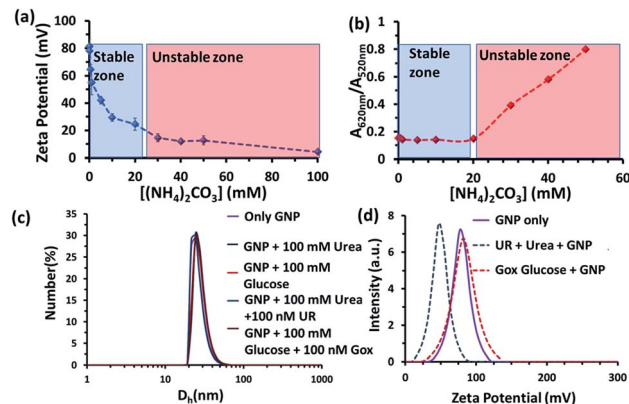 (a)
Zeta Potential (mV)
100
80
60
40
20
0
Stable
zone
Unstable zone
0
20
40
60
80
100
[(NH4)2CO3] (mM)
(b)
A620nm/A520nm
1
0.8
0.6
0.4
0.2
0
Stable
zone
Unstable zone
0
20
40
60
[NH4)2CO3] (mM)
(c)
Number(%)
35
30
25
20
15
10
5
0
Only GNP
GNP + 100 mM Urea
GNP + 100 mM
Glucose
GNP + 100 mM Urea
+100 nM UR
GNP + 100 mM
Glucose + 100 nM Gox
1
10
100
1000
Dh(nm)
(d)
Intensity (a.u.)
8
7
6
5
4
3
2
1
0
GNP only
UR + Urea + GNP
Gox Glucose + GNP
0
100
200
300
Zeta Potential (mV)